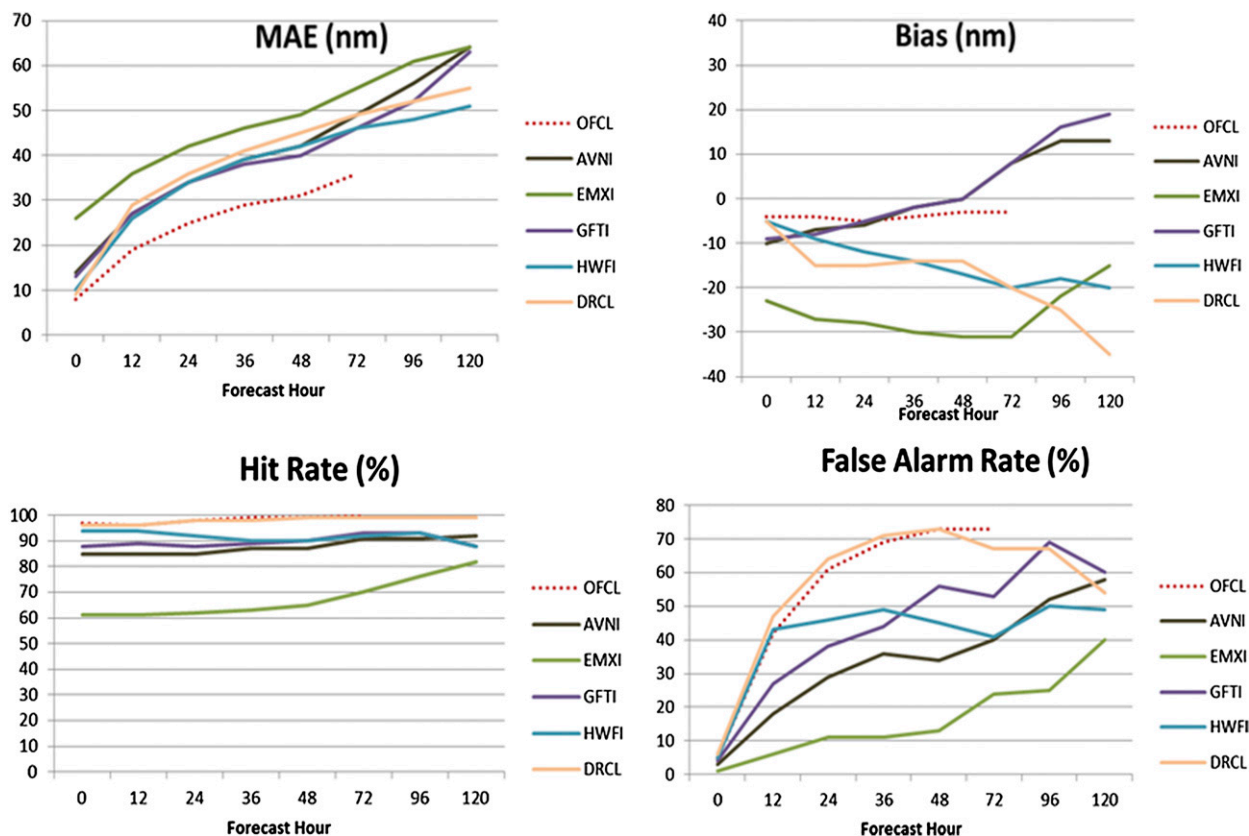 MAE (nm)
70
60
50
40
30
20
10
0
0 12 24 36 48 72 96 120
Forecast Hour
OFCL
AVNI
EMXI
GFTI
HWFI
DRCL
Bias (nm)
40
30
20
10
0
-10
-20
-30
-40
0 12 24 36 48 72 96 120
Forecast Hour
OFCL
AVNI
EMXI
GFTI
HWFI
DRCL
Hit Rate (%)
100
90
80
70
60
50
40
30
20
10
0
0 12 24 36 48 72 96 120
Forecast Hour
OFCL
AVNI
EMXI
GFTI
HWFI
DRCL
False Alarm Rate (%)
80
70
60
50
40
30
20
10
0
0 12 24 36 48 72 96 120
Forecast Hour
OFCL
AVNI
EMXI
GFTI
HWFI
DRCL